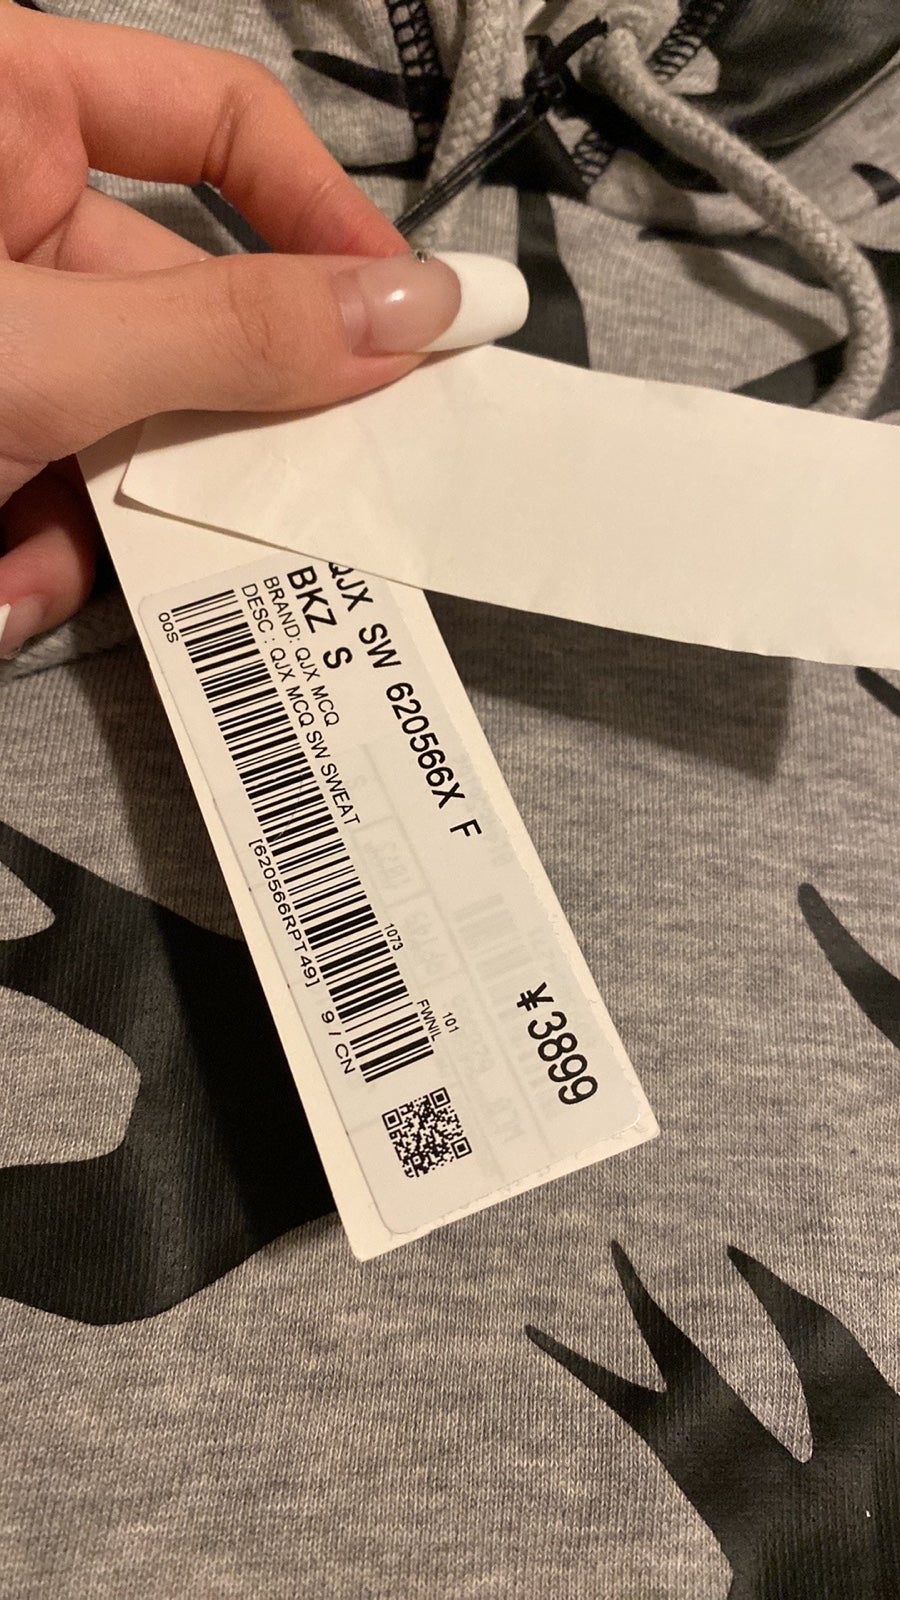 QJX SW 620566X F
BKZ S
¥3899
BRAND: QJX MCQ
DESC : QJX MCQ SW SWEAT
00S
1073
101
FWNIL
[620566RPT49]
9 / CN